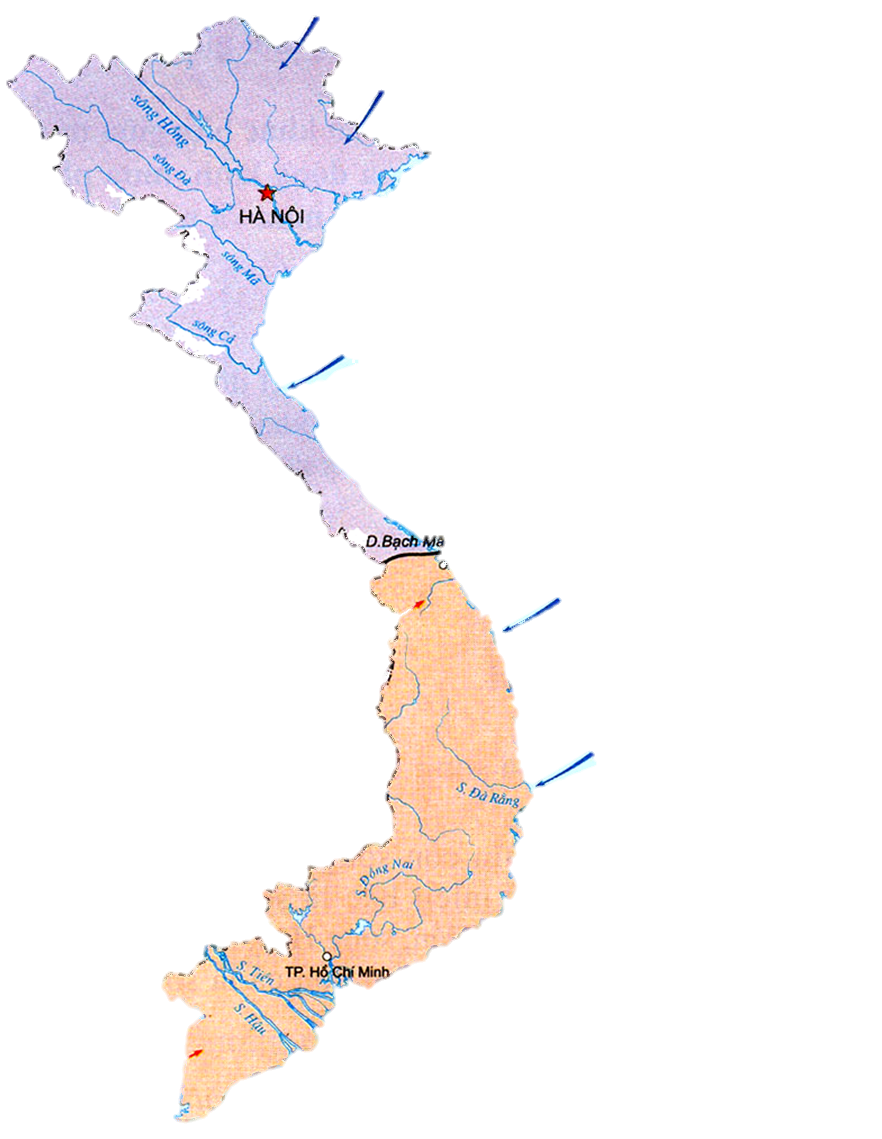 sông Hồng
sông Đà
HÀ NỘI
sông Mã
sông Cả
D.Bạch Mã
S. Đà Rằng
S.Đồng Nai
TP. Hồ Chí Minh
S. Tiền
S. Hậu